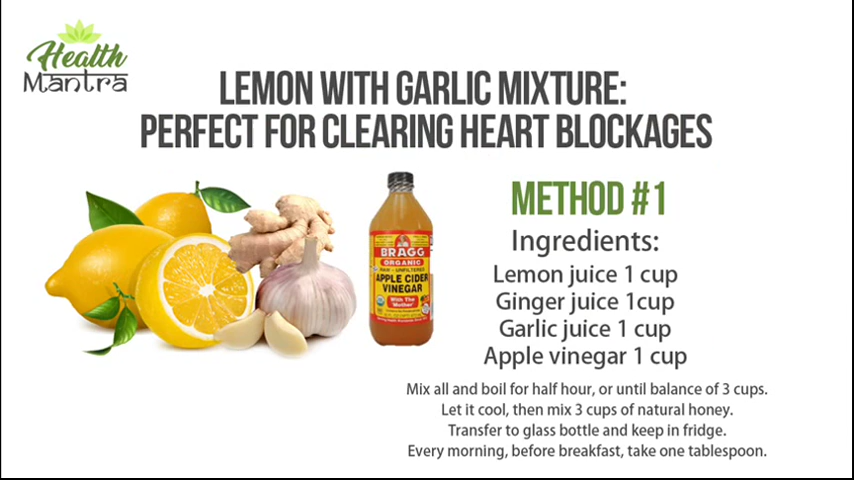 Health
Mantra
LEMON WITH GARLIC MIXTURE:
PERFECT FOR CLEARING HEART BLOCKAGES
METHOD #1
Ingredients:
Lemon juice 1 cup
Ginger juice 1cup
Garlic juice 1 cup
Apple vinegar 1 cup
Mix all and boil for half hour, or until balance of 3 cups.
Let it cool, then mix 3 cups of natural honey.
Transfer to glass bottle and keep in fridge.
Every morning, before breakfast, take one tablespoon.
BRAGG
ORGANIC
RAW - UNFILTERED
APPLE CIDER
VINEGAR
With The
'Mother'